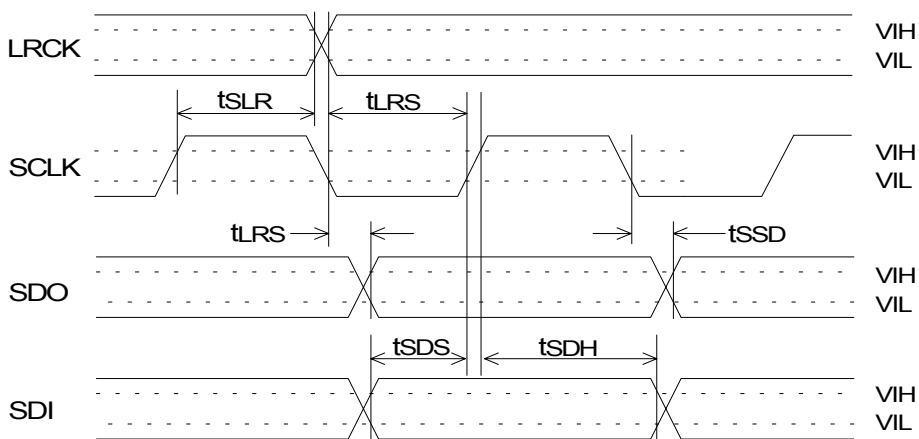 LRCK
VIH
VIL
tSLR
tLRS
SCLK
VIH
VIL
tLRS
tSSD
SDO
VIH
VIL
tSDS
tSDH
SDI
VIH
VIL